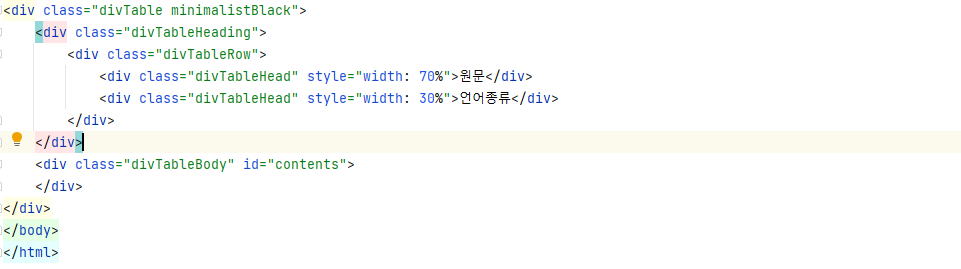 <div class="divTable minimalistBlack">
    <div class="divTableHeading">
        <div class="divTableRow">
            <div class="divTableHead" style="width: 70%">원문</div>
            <div class="divTableHead" style="width: 30%">언어종류</div>
        </div>
    </div>
    <div class="divTableBody" id="contents">
    </div>
</div>
</body>
</html>